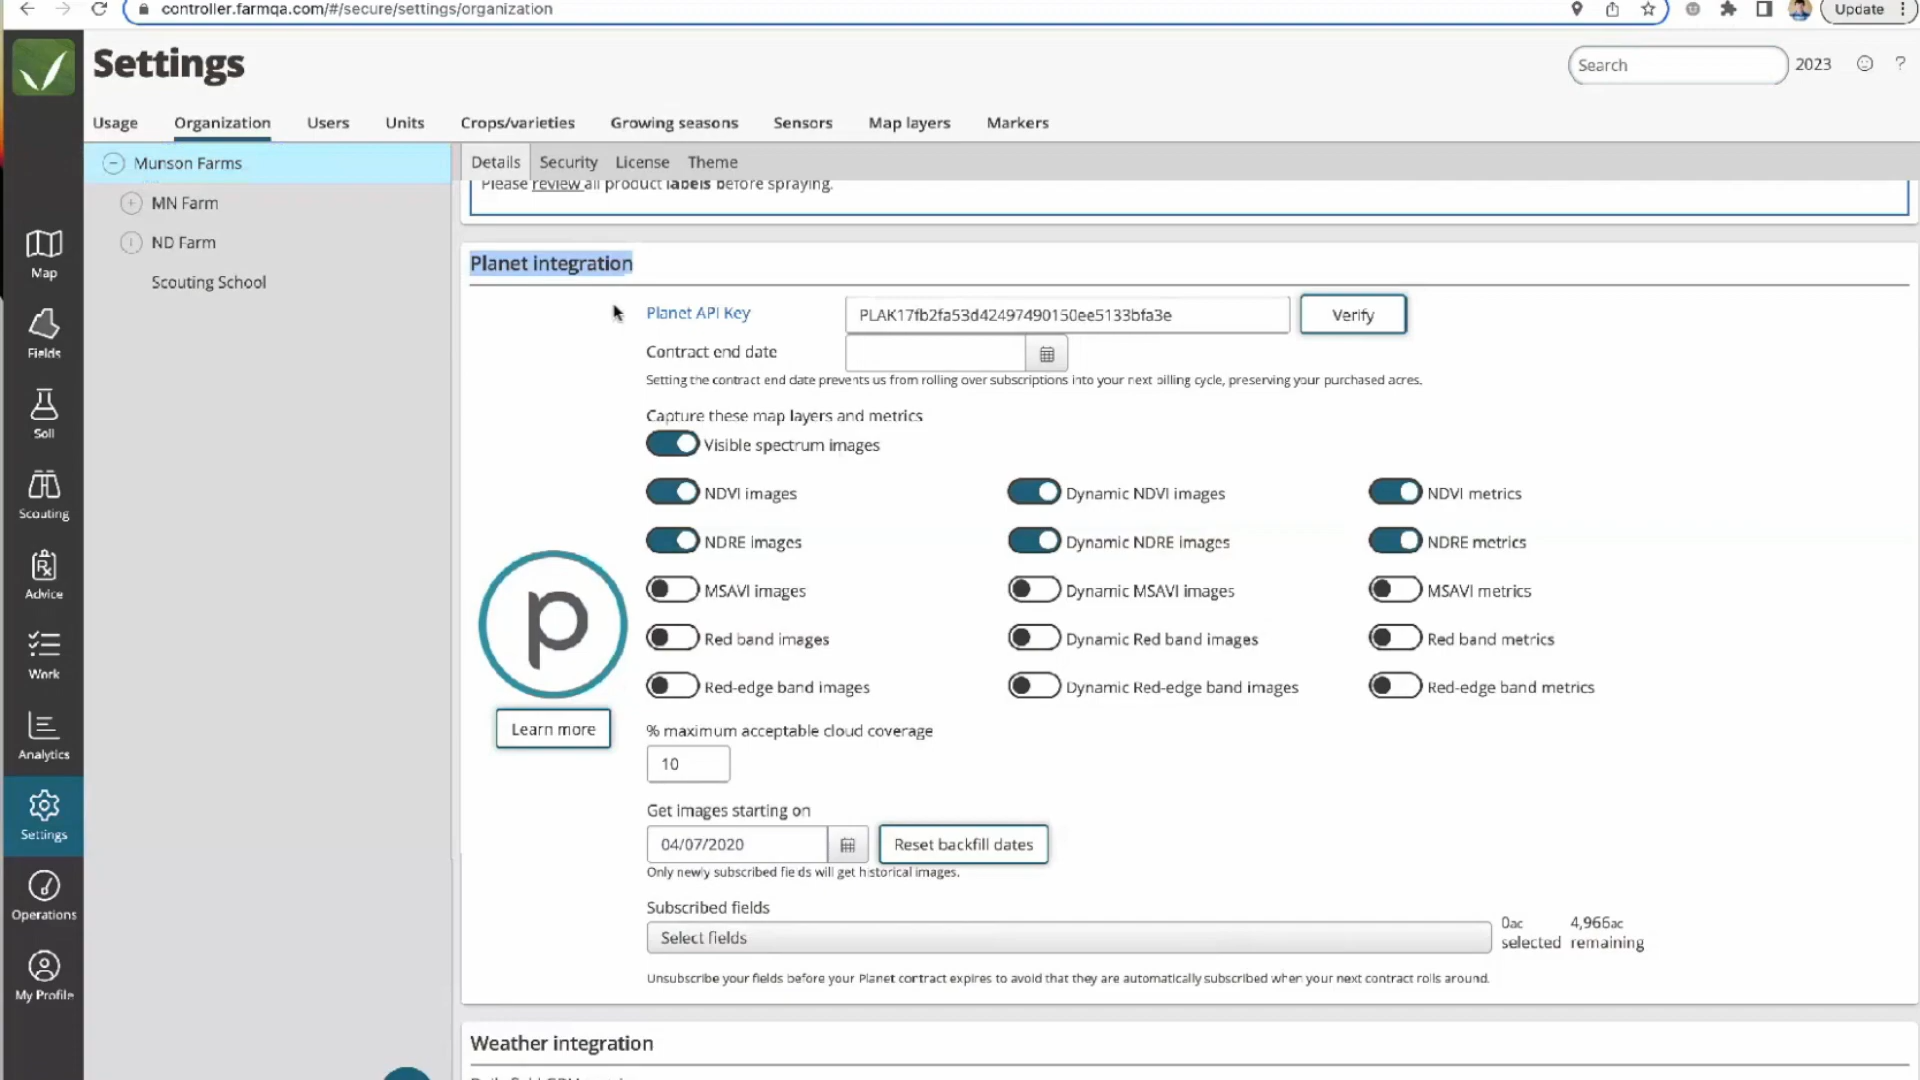 controller.farmqa.com/#/secure/settings/organization
Update
Settings
Search
2023
?
Usage Organization Users Units Crops/varieties Growing seasons Sensors Map layers Markers
Munson Farms
MN Farm
ND Farm
Scouting School
Map
Fields
Soil
Scouting
Advice
Work
Analytics
Settings
Operations
My Profile
Details Security License Theme
Please review all product labels before spraying.
Planet integration
Planet API Key PLAK17fb2fa53d42497490150ee5133bfa3e Verify
Contract end date
Setting the contract end date prevents us from rolling over subscriptions into your next billing cycle, preserving your purchased acres.
Capture these map layers and metrics
Visible spectrum images
NDVI images Dynamic NDVI images NDVI metrics
NDRE images Dynamic NDRE images NDRE metrics
MSAVI images Dynamic MSAVI images MSAVI metrics
Red band images Dynamic Red band images Red band metrics
Red-edge band images Dynamic Red-edge band images Red-edge band metrics
p
Learn more
% maximum acceptable cloud coverage
10
Get images starting on
04/07/2020 Reset backfill dates
Only newly subscribed fields will get historical images.
Subscribed fields
Select fields
0ac selected
4,966ac remaining
Unsubscribe your fields before your Planet contract expires to avoid that they are automatically subscribed when your next contract rolls around.
Weather integration